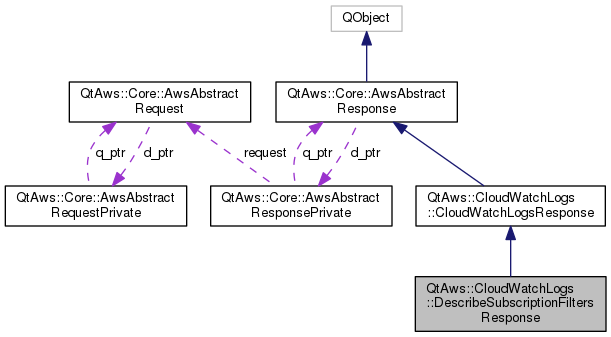 QObject
QtAws::Core::AwsAbstract
Request
QtAws::Core::AwsAbstract
Response
q_ptr
d_ptr
request
q_ptr
d_ptr
QtAws::Core::AwsAbstract
RequestPrivate
QtAws::Core::AwsAbstract
ResponsePrivate
QtAws::CloudWatchLogs
::CloudWatchLogsResponse
QtAws::CloudWatchLogs
::DescribeSubscriptionFilters
Response